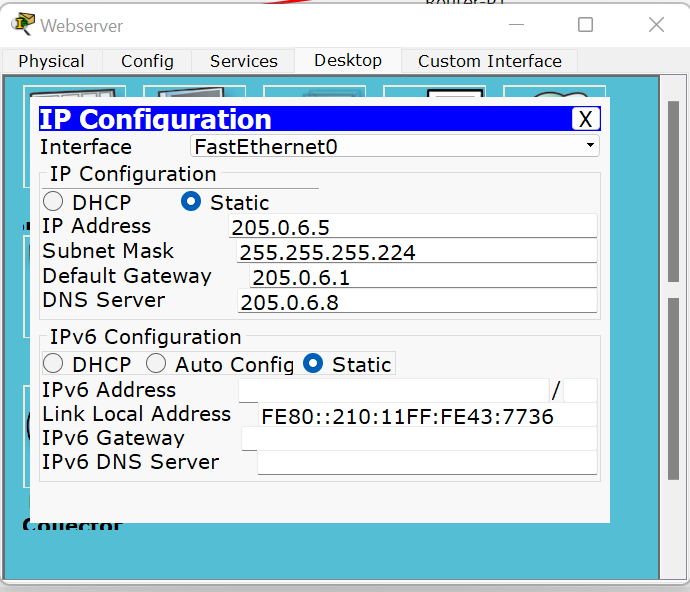 Router-PT
Webserver
Physical Config Services Desktop Custom Interface
IP Configuration X
Interface FastEthernet0
IP Configuration
DHCP Static
IP Address 205.0.6.5
Subnet Mask 255.255.255.224
Default Gateway 205.0.6.1
DNS Server 205.0.6.8
IPv6 Configuration
DHCP Auto Config Static
IPv6 Address /
Link Local Address FE80::210:11FF:FE43:7736
IPv6 Gateway
IPv6 DNS Server
Collector